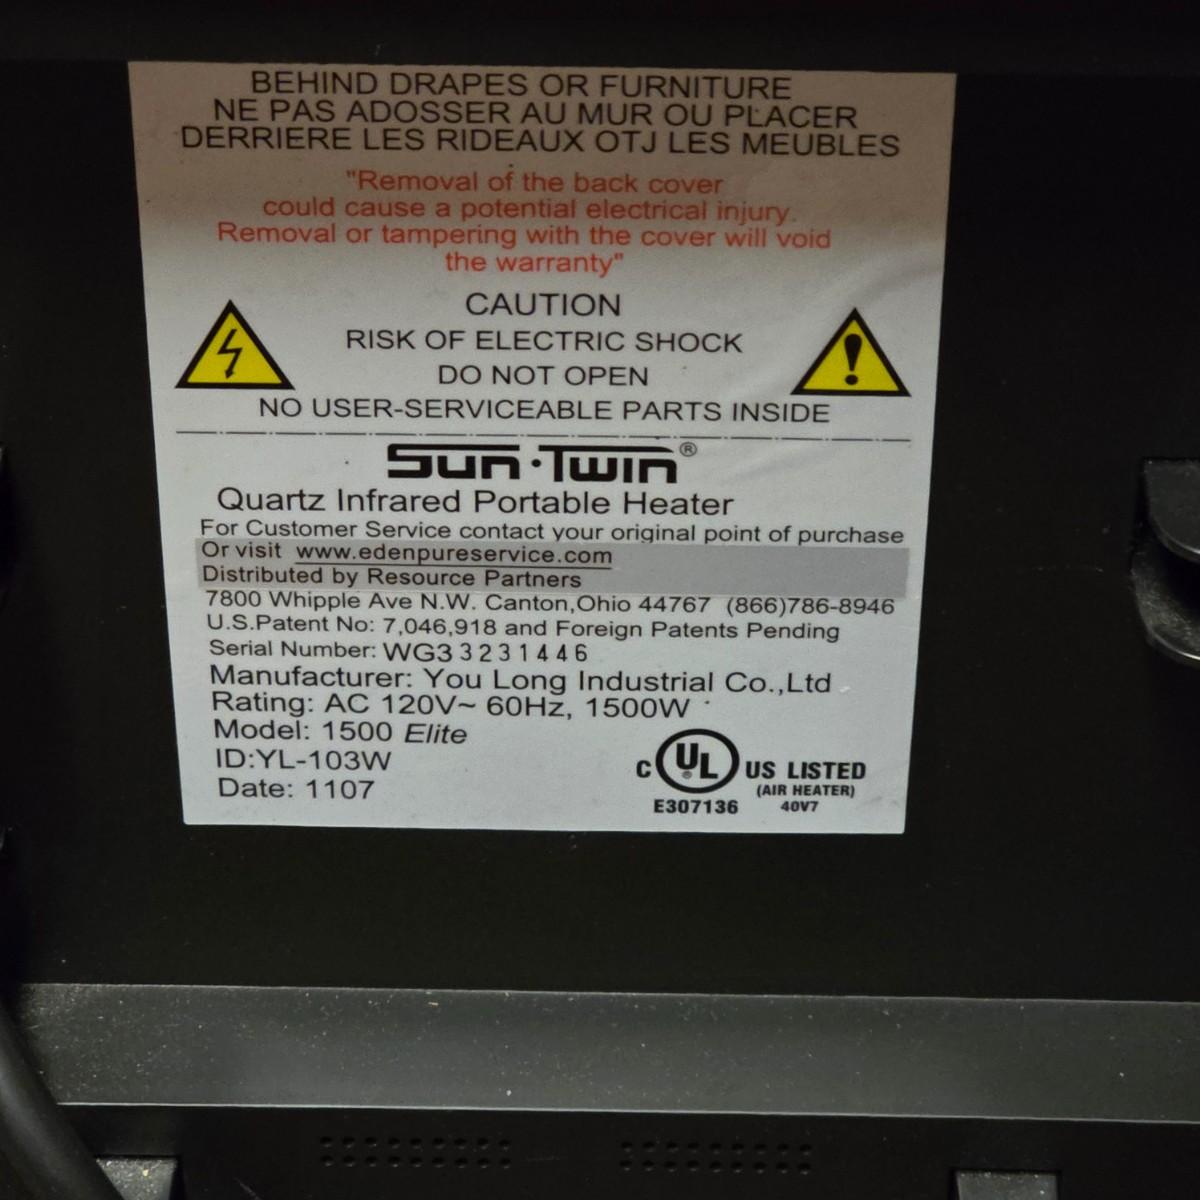 BEHIND DRAPES OR FURNITURE
NE PAS ADOSSER AU MUR OU PLACER
DERRIERE LES RIDEAUX OTJ LES MEUBLES
"Removal of the back cover
could cause a potential electrical injury.
Removal or tampering with the cover will void
the warranty"
CAUTION
RISK OF ELECTRIC SHOCK
DO NOT OPEN
NO USER-SERVICEABLE PARTS INSIDE
Sun·Twin®
Quartz Infrared Portable Heater
For Customer Service contact your original point of purchase
Or visit www.edenpureservice.com
Distributed by Resource Partners
7800 Whipple Ave N.W. Canton,Ohio 44767 (866)786-8946
U.S.Patent No: 7,046,918 and Foreign Patents Pending
Serial Number: WG33231446
Manufacturer: You Long Industrial Co.,Ltd
Rating: AC 120V~ 60Hz, 1500W
Model: 1500 Elite
ID:YL-103W
Date: 1107
C UL® US LISTED
(AIR HEATER)
E307136 40V7